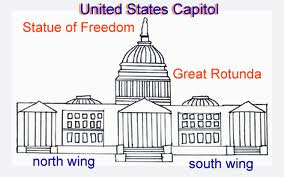 United States Capitol
Statue of Freedom
Great Rotunda
north wing
south wing